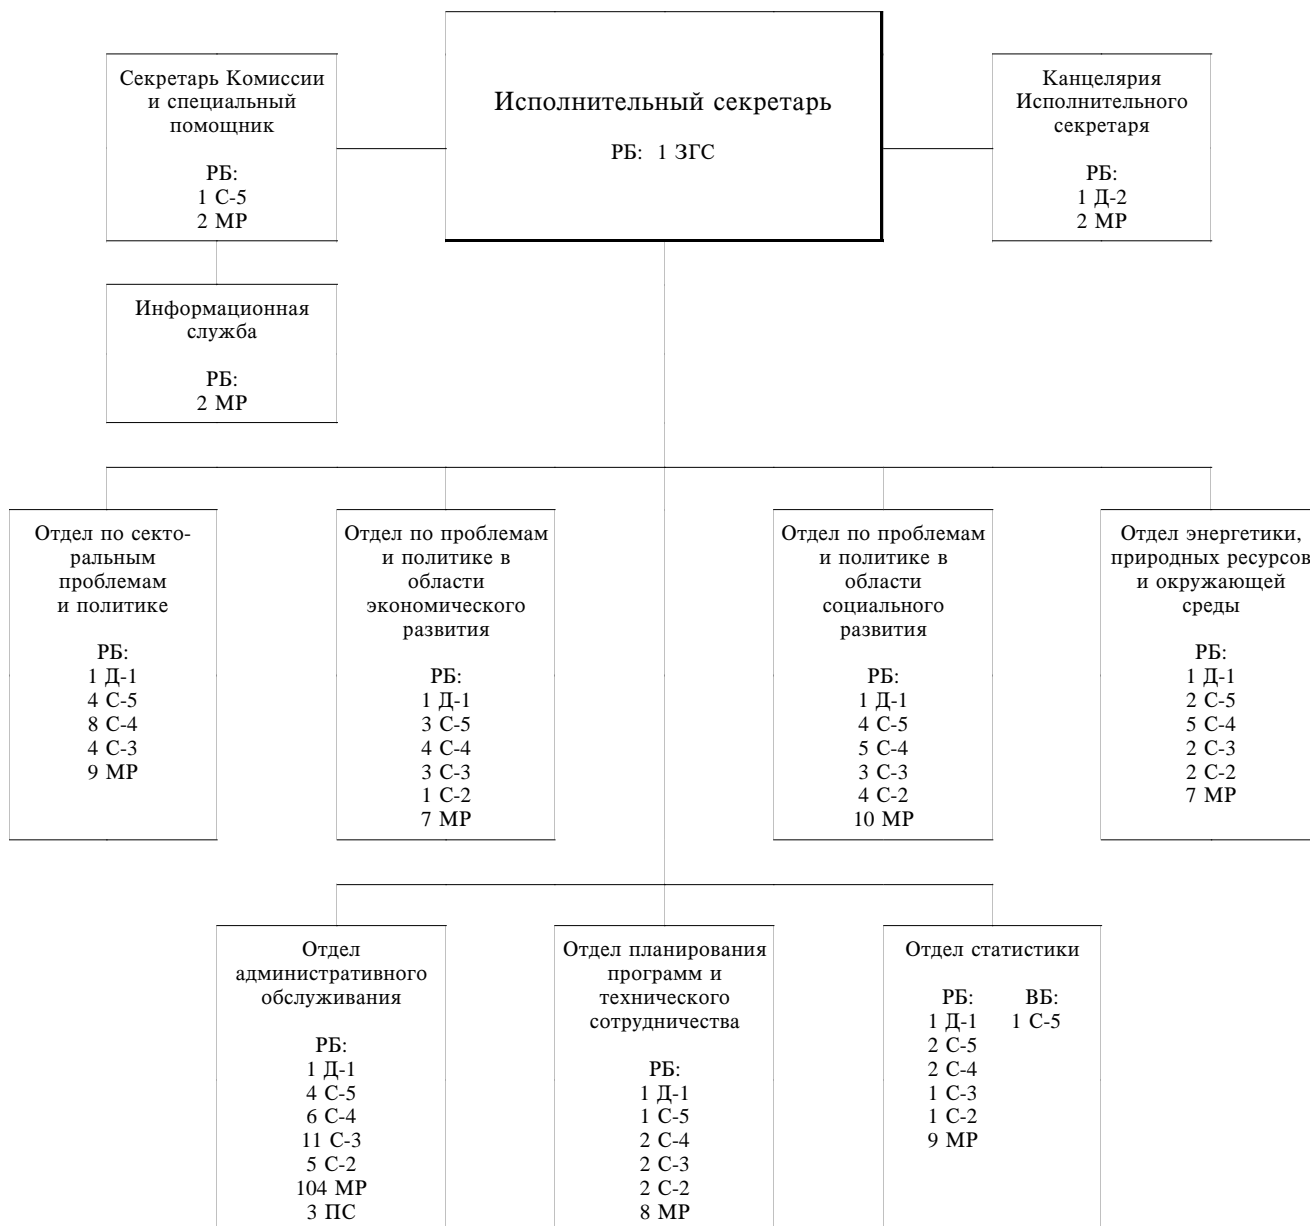 Секретарь Комиссии
и специальный
помощник
РБ:
1 С-5
2 МР
Исполнительный секретарь
РБ: 1 ЗГС
Канцелярия
Исполнительного
секретаря
РБ:
1 Д-2
2 МР
Информационная
служба
РБ:
2 МР
Отдел по секто-
ральным
проблемам
и политике
РБ:
1 Д-1
4 С-5
8 С-4
4 С-3
9 МР
Отдел по проблемам
и политике в
области
экономического
развития
РБ:
1 Д-1
3 С-5
4 С-4
3 С-3
1 С-2
7 МР
Отдел по проблемам
и политике в
области
социального
развития
РБ:
1 Д-1
4 С-5
5 С-4
3 С-3
4 С-2
10 МР
Отдел энергетики,
природных ресурсов
и окружающей
среды
РБ:
1 Д-1
2 С-5
5 С-4
2 С-3
2 С-2
7 МР
Отдел
административного
обслуживания
РБ:
1 Д-1
4 С-5
6 С-4
11 С-3
5 С-2
104 МР
3 ПС
Отдел планирования
программ и
технического
сотрудничества
РБ:
1 Д-1
1 С-5
2 С-4
2 С-3
2 С-2
8 МР
Отдел статистики
РБ: ВБ:
1 Д-1 1 С-5
2 С-5
2 С-4
1 С-3
1 С-2
9 МР